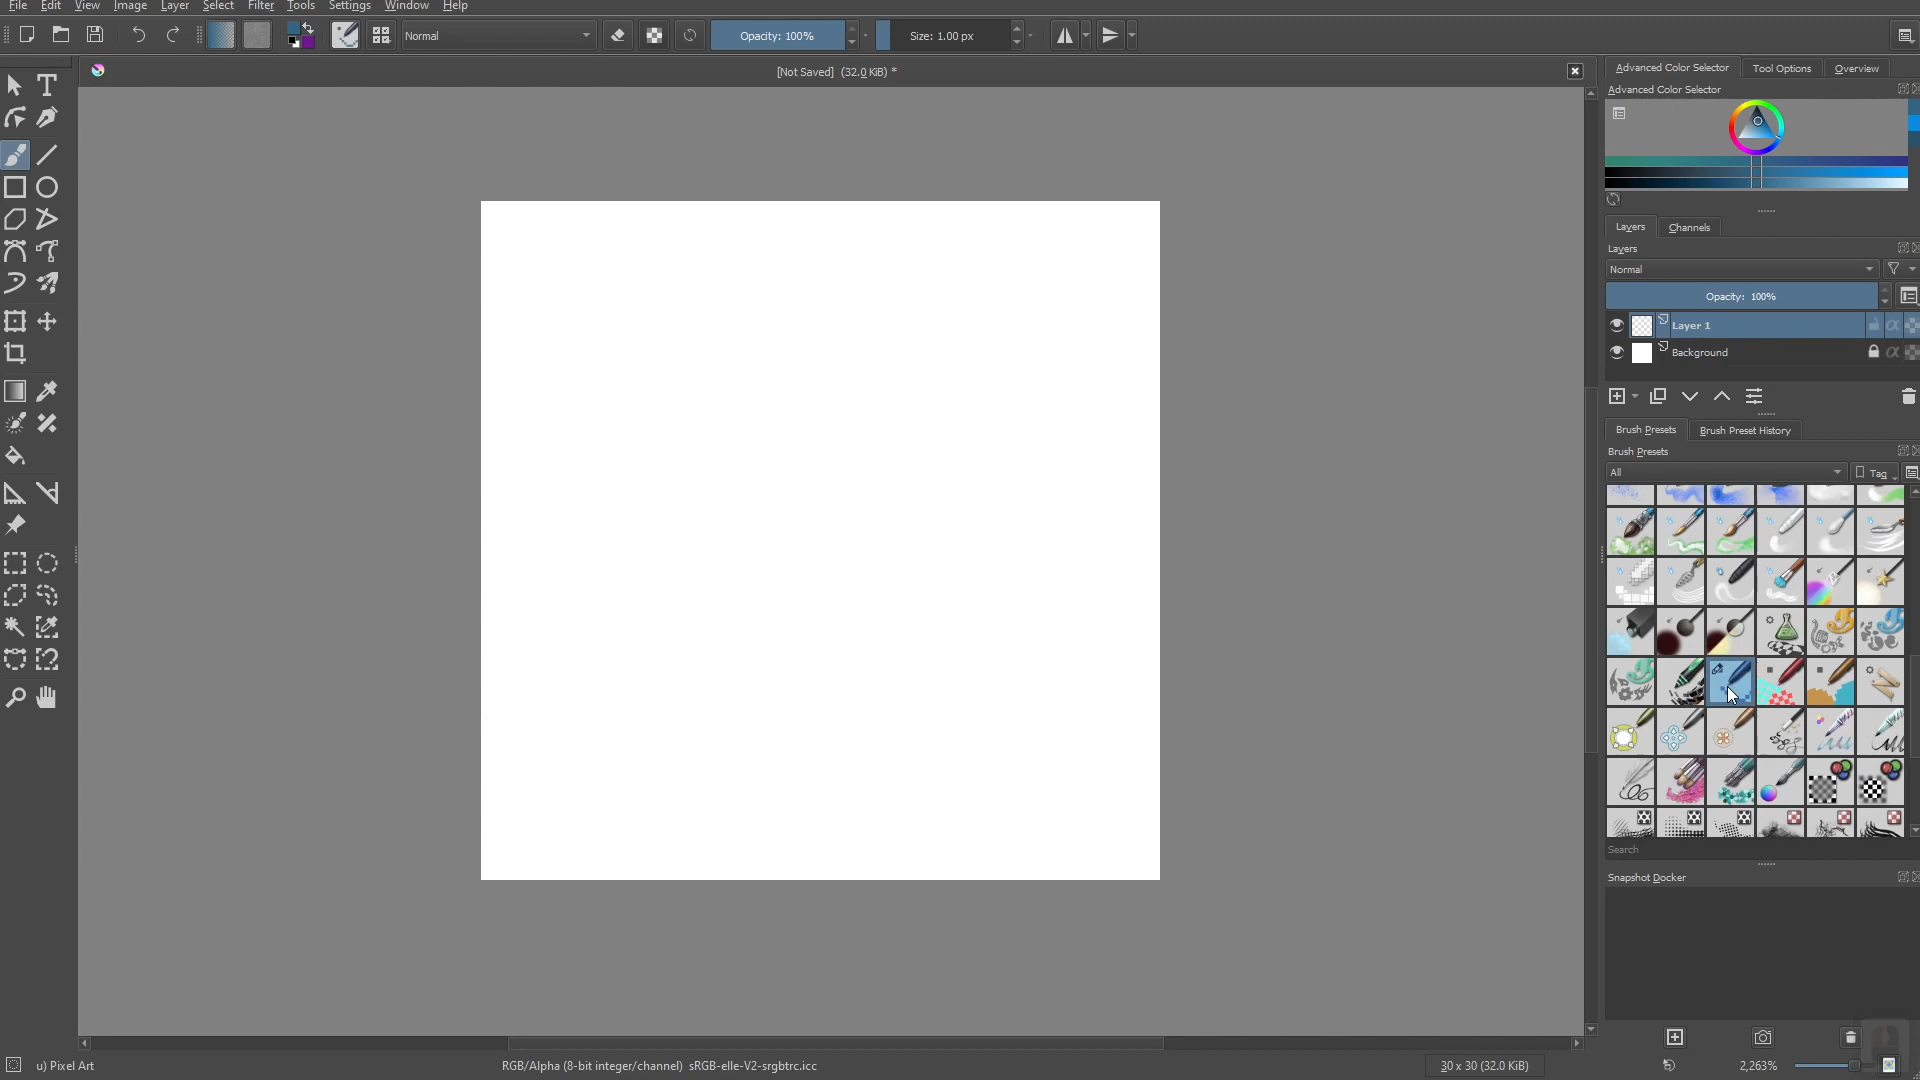 File Edit View Image Layer Select Filter Tools Settings Window Help
Normal Opacity: 100% Size: 1.00 px
[Not Saved] (32.0 KiB) *
Advanced Color Selector Tool Options Overview
Advanced Color Selector
Layers Channels
Layers
Normal
Opacity: 100%
Layer 1
Background
Brush Presets Brush Preset History
Brush Presets
All Tag
Search
Snapshot Docker
u) Pixel Art RGB/Alpha (8-bit integer/channel) sRGB-elle-V2-srgbtrc.icc 30 x 30 (32.0 KiB) 2,263%